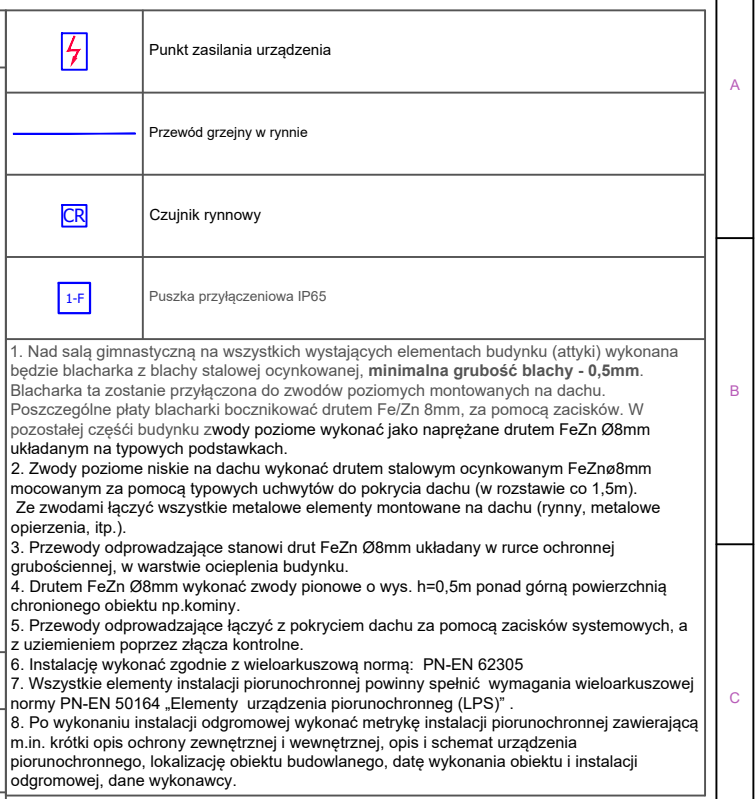 Punkt zasilania urządzenia
A
Przewód grzejny w rynnie
CR
Czujnik rynnowy
1-F
Puszka przyłączeniowa IP65
1. Nad salą gimnastyczną na wszystkich wystających elementach budynku (attyki) wykonana
będzie blacharka z blachy stalowej ocynkowanej, minimalna grubość blachy - 0,5mm.
Blacharka ta zostanie przyłączona do zwodów poziomych montowanych na dachu.
B
Poszczególne płaty blacharki bocznikować drutem Fe/Zn 8mm, za pomocą zacisków. W
pozostałej częśći budynku zwody poziome wykonać jako naprężane drutem FeZn Ø8mm
układanym na typowych podstawkach.
2. Zwody poziome niskie na dachu wykonać drutem stalowym ocynkowanym FeZnø8mm
mocowanym za pomocą typowych uchwytów do pokrycia dachu (w rozstawie co 1,5m).
Ze zwodami łączyć wszystkie metalowe elementy montowane na dachu (rynny, metalowe
opierzenia, itp.).
3. Przewody odprowadzające stanowi drut FeZn Ø8mm układany w rurce ochronnej
grubościennej, w warstwie ocieplenia budynku.
4. Drutem FeZn Ø8mm wykonać zwody pionowe o wys. h=0,5m ponad górną powierzchnią
chronionego obiektu np.kominy.
5. Przewody odprowadzające łączyć z pokryciem dachu za pomocą zacisków systemowych, a
z uziemieniem poprzez złącza kontrolne.
6. Instalację wykonać zgodnie z wieloarkuszową normą: PN-EN 62305
7. Wszystkie elementy instalacji piorunochronnej powinny spełnić wymagania wieloarkuszowej
normy PN-EN 50164 „Elementy urządzenia piorunochronneg (LPS)” .
C
8. Po wykonaniu instalacji odgromowej wykonać metrykę instalacji piorunochronnej zawierającą
m.in. krótki opis ochrony zewnętrznej i wewnętrznej, opis i schemat urządzenia
piorunochronnego, lokalizację obiektu budowlanego, datę wykonania obiektu i instalacji
odgromowej, dane wykonawcy.